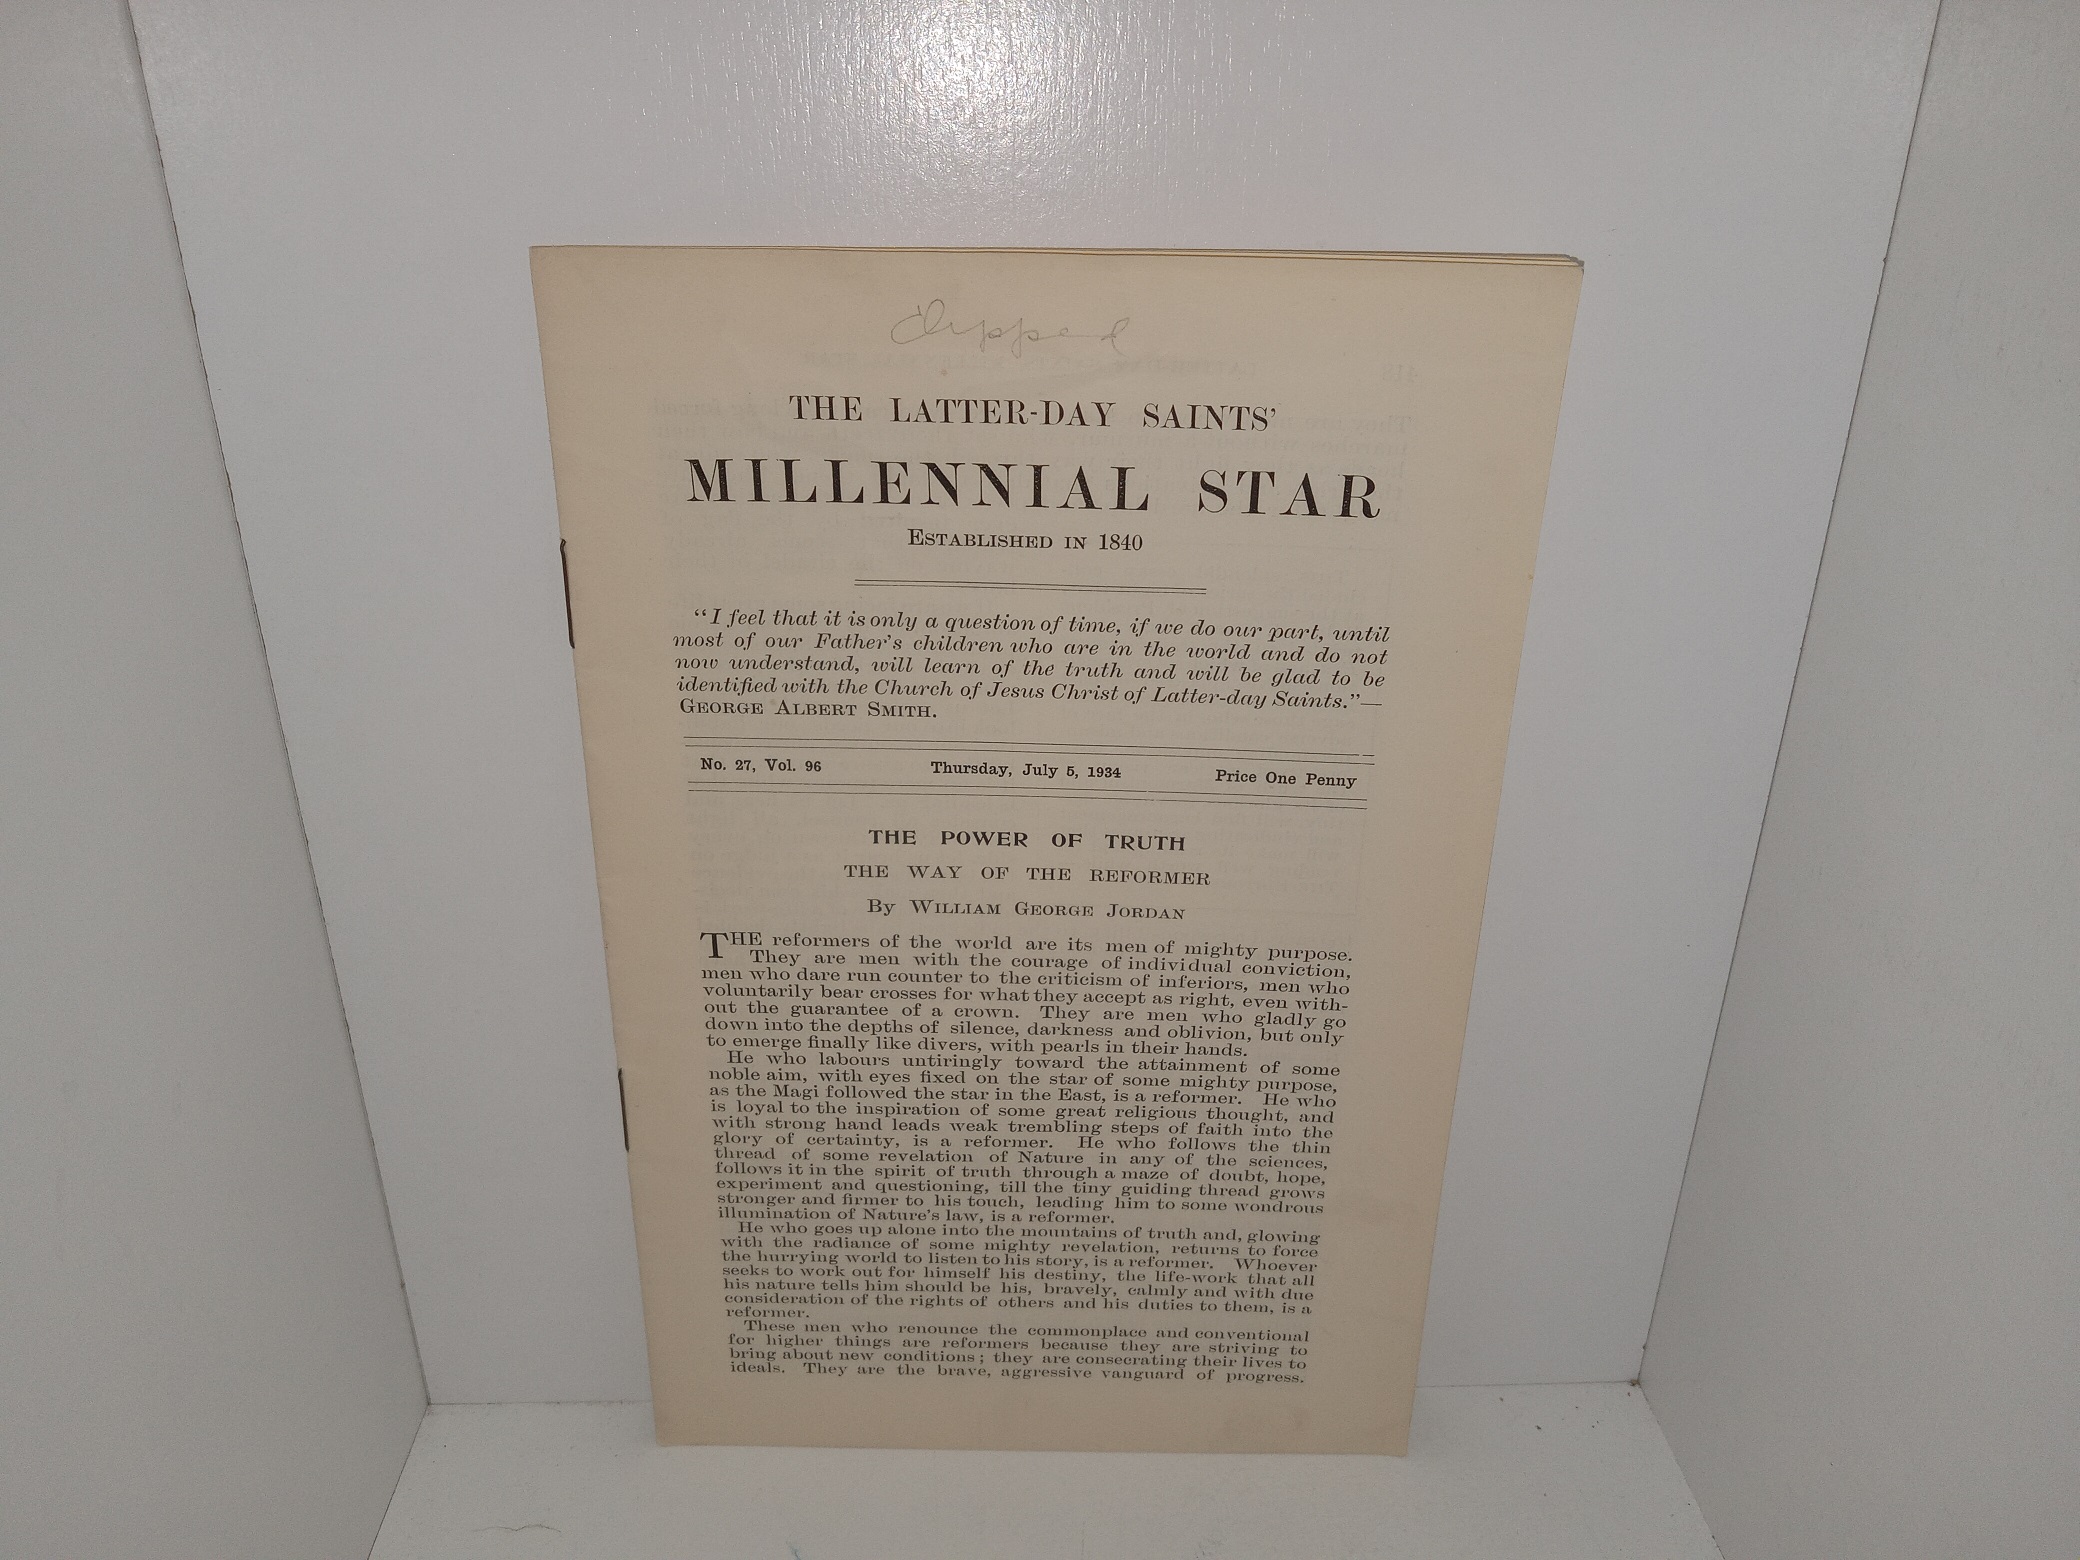 Clipped
THE LATTER-DAY SAINTS'
MILLENNIAL STAR
ESTABLISHED IN 1840
"I feel that it is only a question of time, if we do our part, until
most of our Father's children who are in the world and do not
now understand, will learn of the truth and will be glad to be
identified with the Church of Jesus Christ of Latter-day Saints."—
GEORGE ALBERT SMITH.
No. 27, Vol. 96 Thursday, July 5, 1934 Price One Penny
THE POWER OF TRUTH
THE WAY OF THE REFORMER
By WILLIAM GEORGE JORDAN
THE reformers of the world are its men of mighty purpose.
They are men with the courage of individual conviction,
men who dare run counter to the criticism of inferiors, men who
voluntarily bear crosses for what they accept as right, even with-
out the guarantee of a crown. They are men who gladly go
down into the depths of silence, darkness and oblivion, but only
to emerge finally like divers, with pearls in their hands.
He who labours untiringly toward the attainment of some
noble aim, with eyes fixed on the star of some mighty purpose,
as the Magi followed the star in the East, is a reformer. He who
is loyal to the inspiration of some great religious thought, and
with strong hand leads weak trembling steps of faith into the
glory of certainty, is a reformer. He who follows the thin
thread of some revelation of Nature in any of the sciences,
follows it in the spirit of truth through a maze of doubt, hope,
experiment and questioning, till the tiny guiding thread grows
stronger and firmer to his touch, leading him to some wondrous
illumination of Nature's law, is a reformer.
He who goes up alone into the mountains of truth and, glowing
with the radiance of some mighty revelation, returns to force
the hurrying world to listen to his story, is a reformer. Whoever
seeks to work out for himself his destiny, the life-work that all
his nature tells him should be his, bravely, calmly and with due
consideration of the rights of others and his duties to them, is a
reformer.
These men who renounce the commonplace and conventional
for higher things are reformers because they are striving to
bring about new conditions; they are consecrating their lives to
ideals. They are the brave, aggressive vanguard of progress.